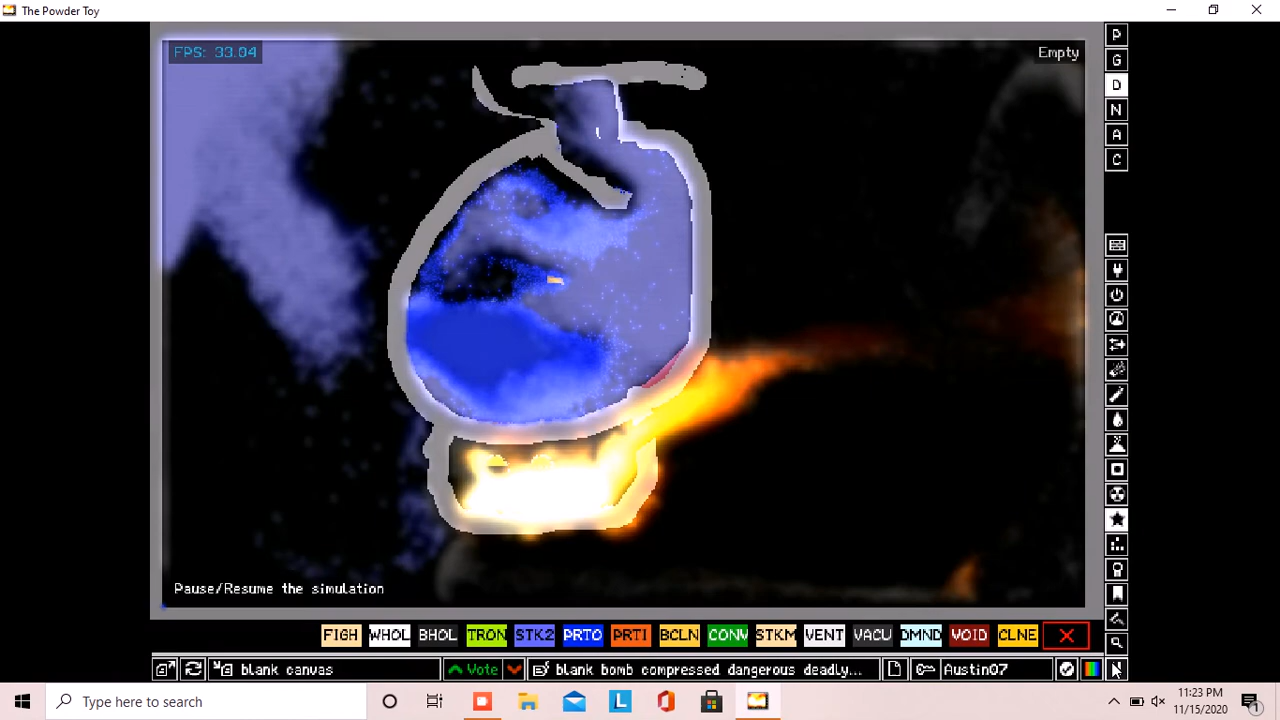 The Powder Toy
FPS: 33.04
Empty
P
G
D
N
A
C
Pause/Resume the simulation
FIGH WHOL BHOL TRON STK2 PRTO PRTI BCLN CONV STKM VENT VACU DMND VOID CLNE
blank canvas Vote blank bomb compressed dangerous deadly... Austin07
Type here to search
L
11:23 PM
11/15/2020
1